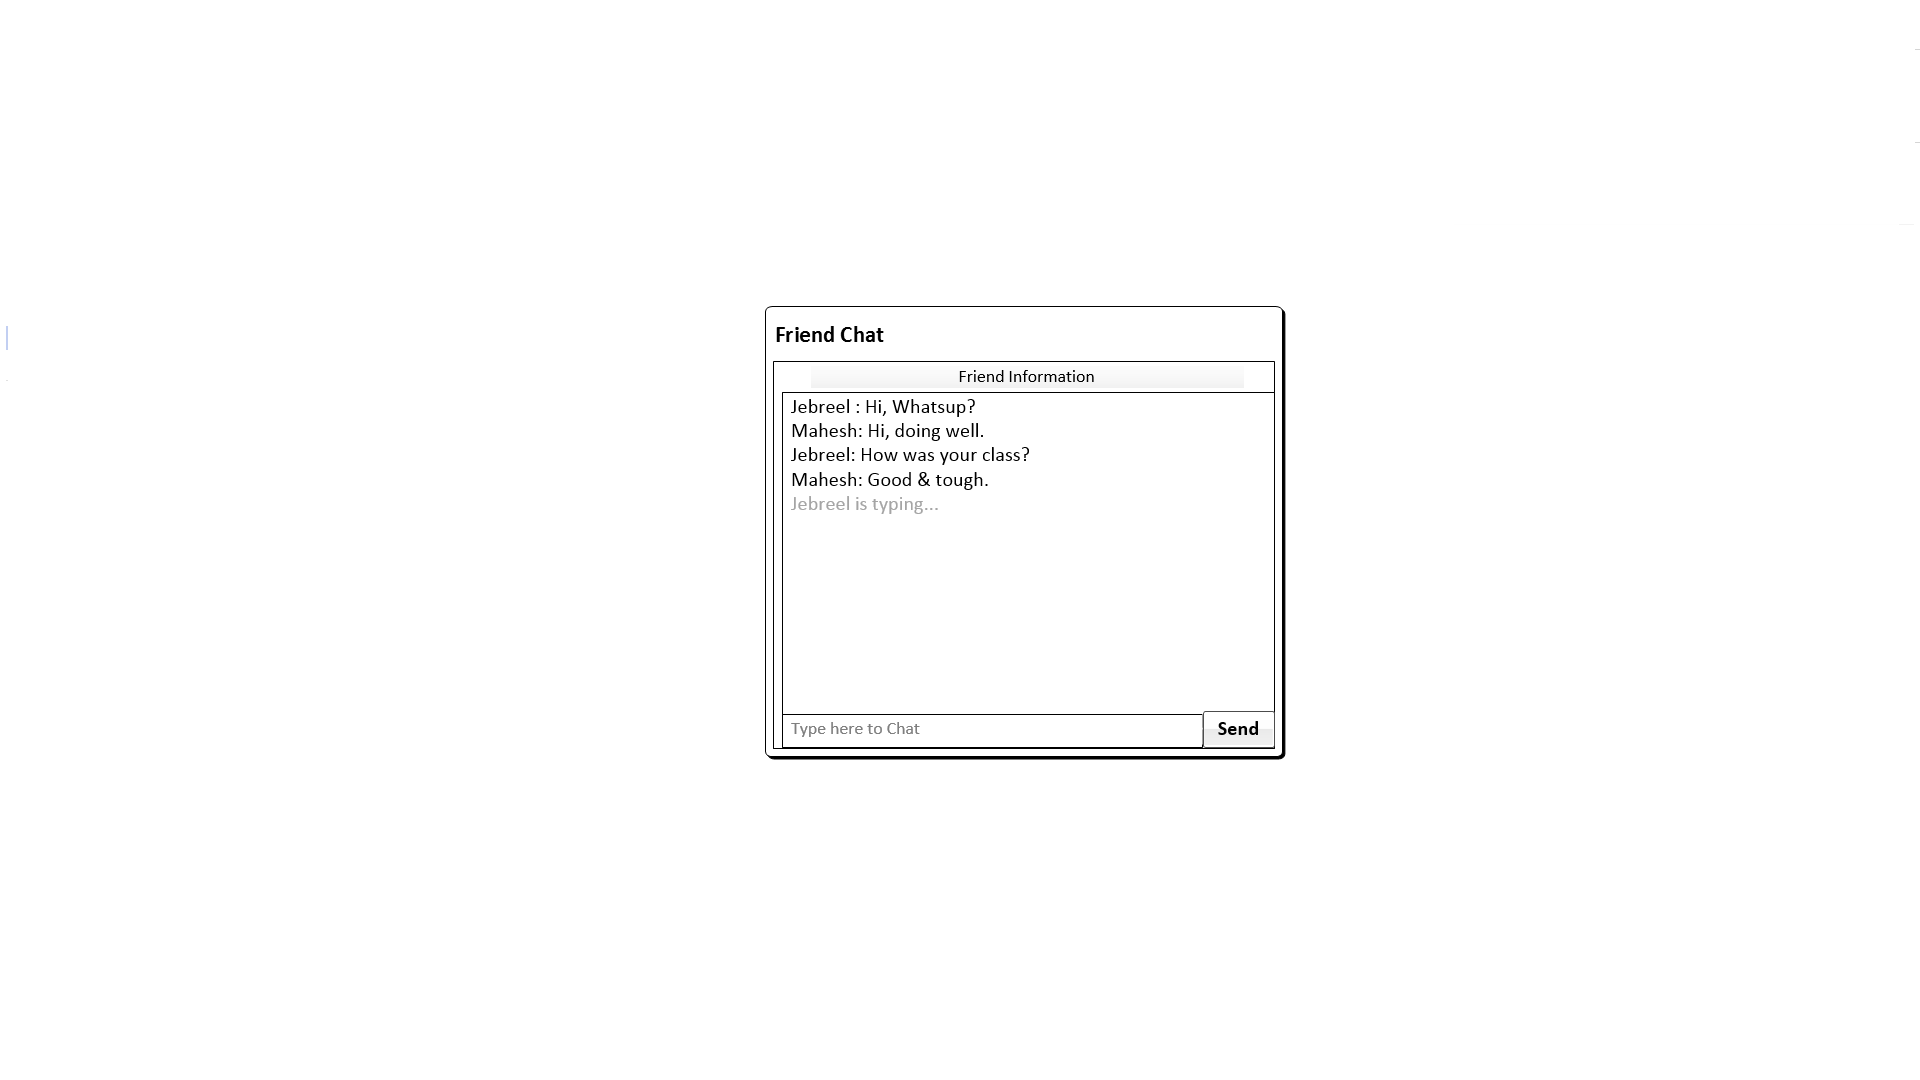 Friend Chat
Friend Information
Jebreel : Hi, Whatsup?
Mahesh: Hi, doing well.
Jebreel: How was your class?
Mahesh: Good & tough.
Jebreel is typing...
Type here to Chat
Send